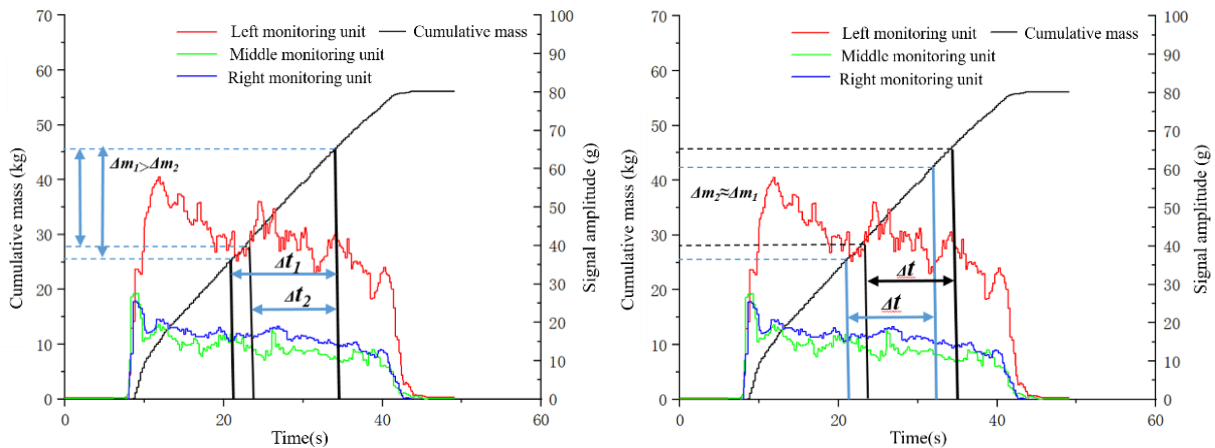 70
60
50
40
30
20
10
0
Cumulative mass (kg)
100
90
80
70
60
50
40
30
20
10
0
Signal amplitude (g)
Left monitoring unit
Cumulative mass
Middle monitoring unit
Right monitoring unit
Δm1>Δm2
Δt1
Δt2
0
20
40
60
Time(s)
70
60
50
40
30
20
10
0
Cumulative mass (kg)
100
90
80
70
60
50
40
30
20
10
0
Signal amplitude (g)
Left monitoring unit
Cumulative mass
Middle monitoring unit
Right monitoring unit
Δm2≈Δm1
Δt
Δt
0
20
40
60
Time(s)